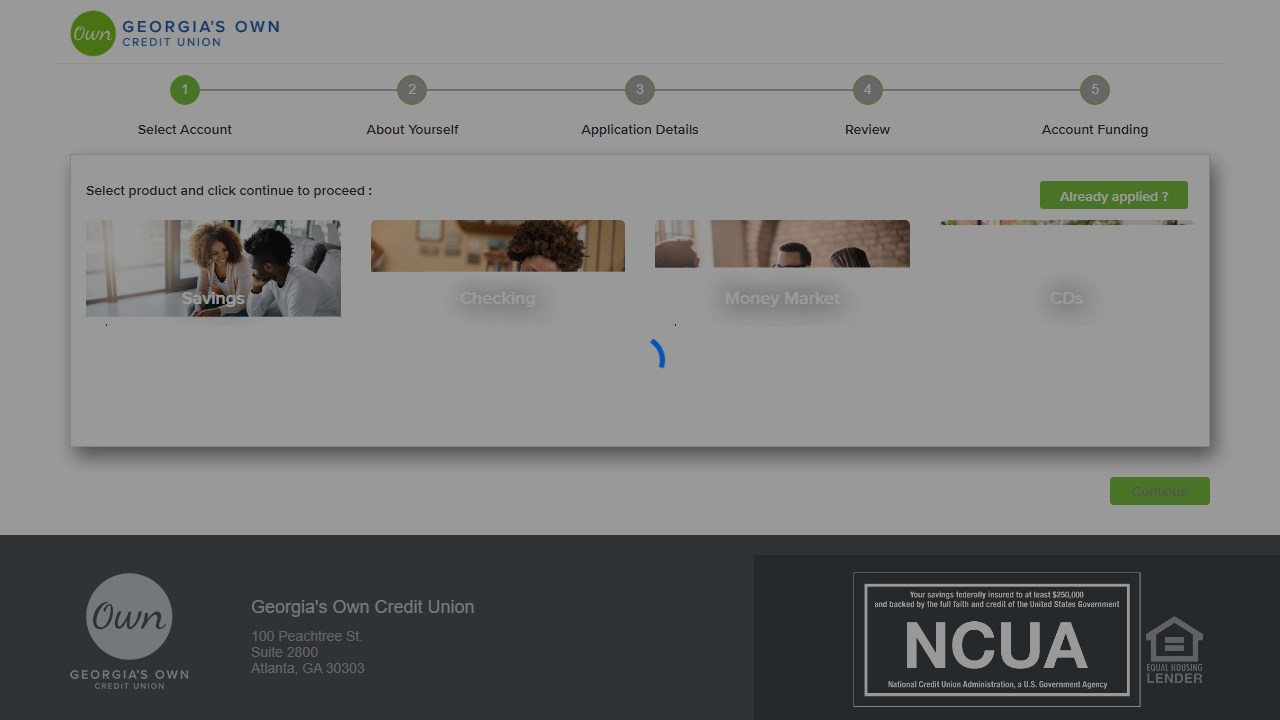 Own
GEORGIA'S OWN
CREDIT UNION
1
2
3
4
5
Select Account
About Yourself
Application Details
Review
Account Funding
Select product and click continue to proceed :
Already applied ?
Savings
Checking
Money Market
CDs
Continue
Own
GEORGIA'S OWN
CREDIT UNION
Georgia's Own Credit Union
100 Peachtree St.
Suite 2800
Atlanta, GA 30303
Your savings federally insured to at least $250,000
and backed by the full faith and credit of the United States Government
NCUA
National Credit Union Administration, a U.S. Government Agency
EQUAL HOUSING
LENDER